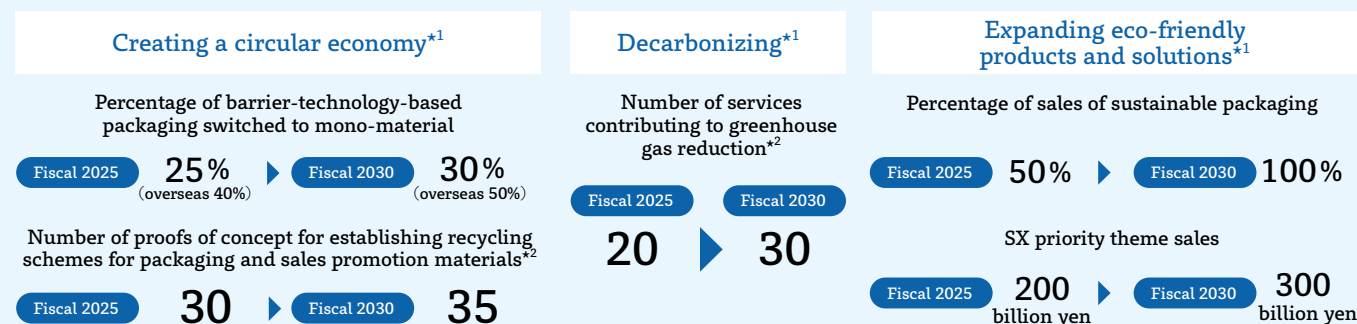 Creating a circular economy*1
Percentage of barrier-technology-based
packaging switched to mono-material
Fiscal 2025 25% Fiscal 2030 30%
(overseas 40%) (overseas 50%)
Number of proofs of concept for establishing recycling
schemes for packaging and sales promotion materials*2
Fiscal 2025 30 Fiscal 2030 35
Decarbonizing*1
Number of services
contributing to greenhouse
gas reduction*2
Fiscal 2025 Fiscal 2030
20 30
Expanding eco-friendly
products and solutions*1
Percentage of sales of sustainable packaging
Fiscal 2025 50% Fiscal 2030 100%
SX priority theme sales
Fiscal 2025 200 Fiscal 2030 300
billion yen billion yen